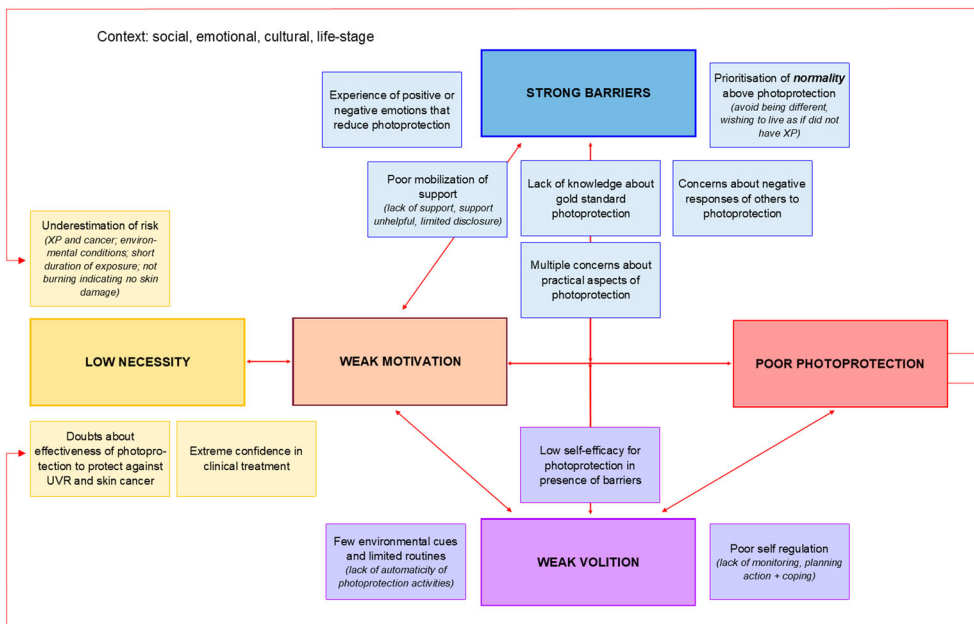 Context: social, emotional, cultural, life-stage
Experience of positive or
negative emotions that
reduce photoprotection
STRONG BARRIERS
Prioritisation of normality
above photoprotection
(avoid being different,
wishing to live as if did not
have XP)
Poor mobilization of
support
(lack of support, support
unhelpful, limited disclosure)
Lack of knowledge about
gold standard
photoprotection
Concerns about negative
responses of others to
photoprotection
Underestimation of risk
(XP and cancer; environ-
mental conditions; short
duration of exposure; not
burning indicating no skin
damage)
Multiple concerns about
practical aspects of
photoprotection
LOW NECESSITY
WEAK MOTIVATION
POOR PHOTOPROTECTION
Doubts about
effectiveness of photopro-
tection to protect against
UVR and skin cancer
Extreme confidence in
clinical treatment
Low self-efficacy for
photoprotection in
presence of barriers
Few environmental cues
and limited routines
(lack of automaticity of
photoprotection activities)
WEAK VOLITION
Poor self regulation
(lack of monitoring, planning
action + coping)